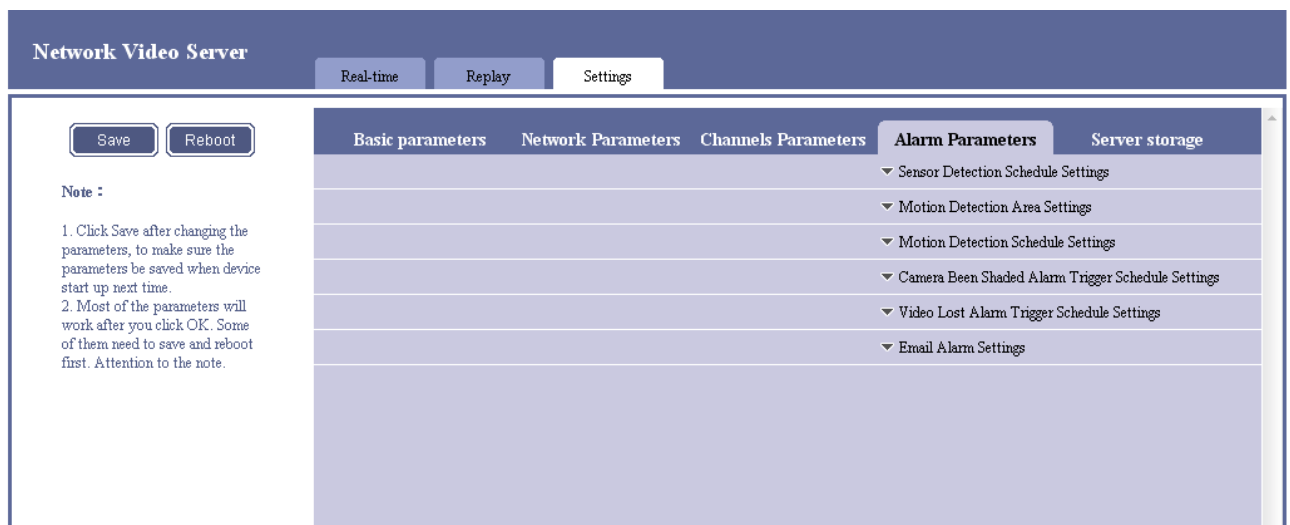 Network Video Server
Real-time Replay Settings
Save Reboot
Note：
1. Click Save after changing the
parameters, to make sure the
parameters be saved when device
start up next time.
2. Most of the parameters will
work after you click OK. Some
of them need to save and reboot
first. Attention to the note.
Basic parameters Network Parameters Channels Parameters Alarm Parameters Server storage
Sensor Detection Schedule Settings
Motion Detection Area Settings
Motion Detection Schedule Settings
Camera Been Shaded Alarm Trigger Schedule Settings
Video Lost Alarm Trigger Schedule Settings
Email Alarm Settings